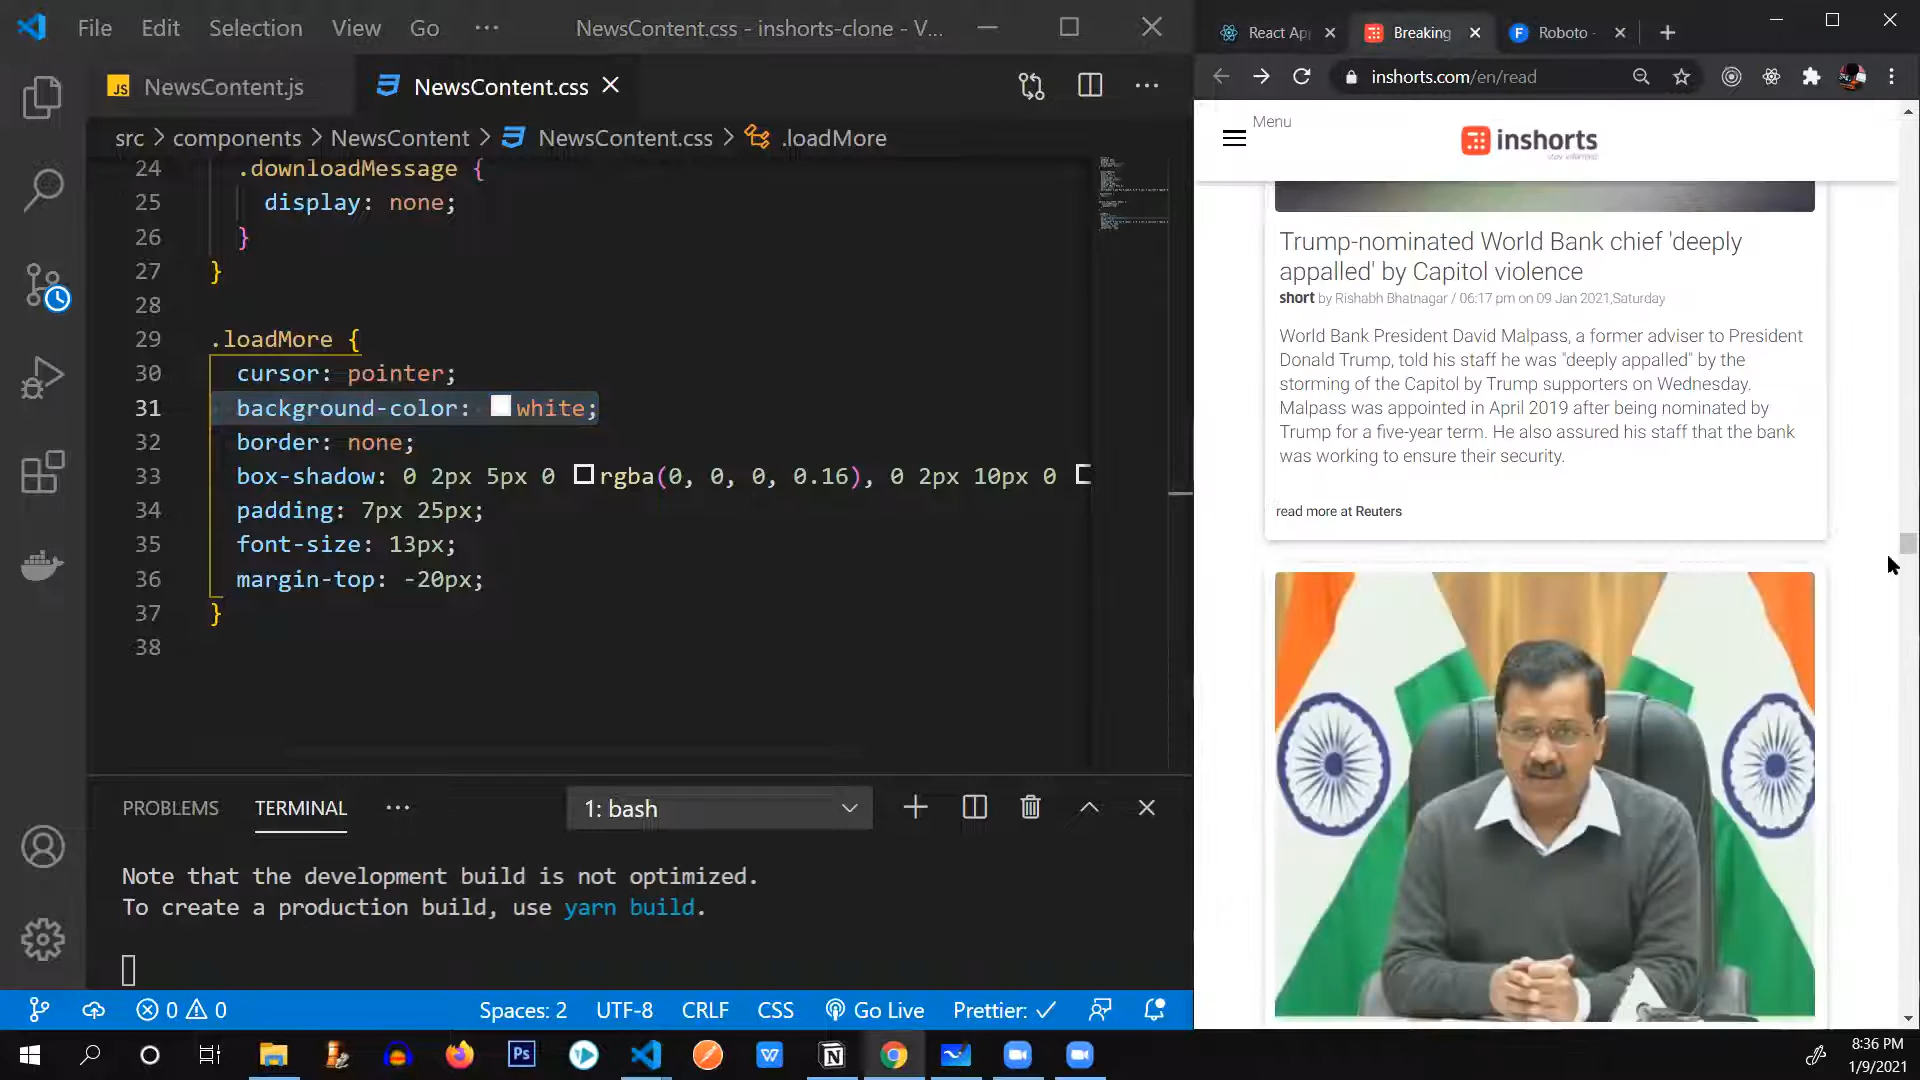 File Edit Selection View Go ··· NewsContent.css - inshorts-clone - V...
JS NewsContent.js NewsContent.css
src > components > NewsContent > NewsContent.css > .loadMore
24 .downloadMessage {
25 display: none;
26 }
27 }
28
29 .loadMore {
30 cursor: pointer;
31 background-color: white;
32 border: none;
33 box-shadow: 0 2px 5px 0 rgba(0, 0, 0, 0.16), 0 2px 10px 0
34 padding: 7px 25px;
35 font-size: 13px;
36 margin-top: -20px;
37 }
38
PROBLEMS TERMINAL ··· 1: bash
Note that the development build is not optimized.
To create a production build, use yarn build.
0 0 Spaces: 2 UTF-8 CRLF CSS Go Live Prettier: ✓
React Ap Breaking Roboto -
inshorts.com/en/read
Menu
inshorts
stay informed
Trump-nominated World Bank chief 'deeply
appalled' by Capitol violence
short by Rishabh Bhatnagar / 06:17 pm on 09 Jan 2021,Saturday
World Bank President David Malpass, a former adviser to President
Donald Trump, told his staff he was "deeply appalled" by the
storming of the Capitol by Trump supporters on Wednesday.
Malpass was appointed in April 2019 after being nominated by
Trump for a five-year term. He also assured his staff that the bank
was working to ensure their security.
read more at Reuters
Ps W N
8:36 PM
1/9/2021